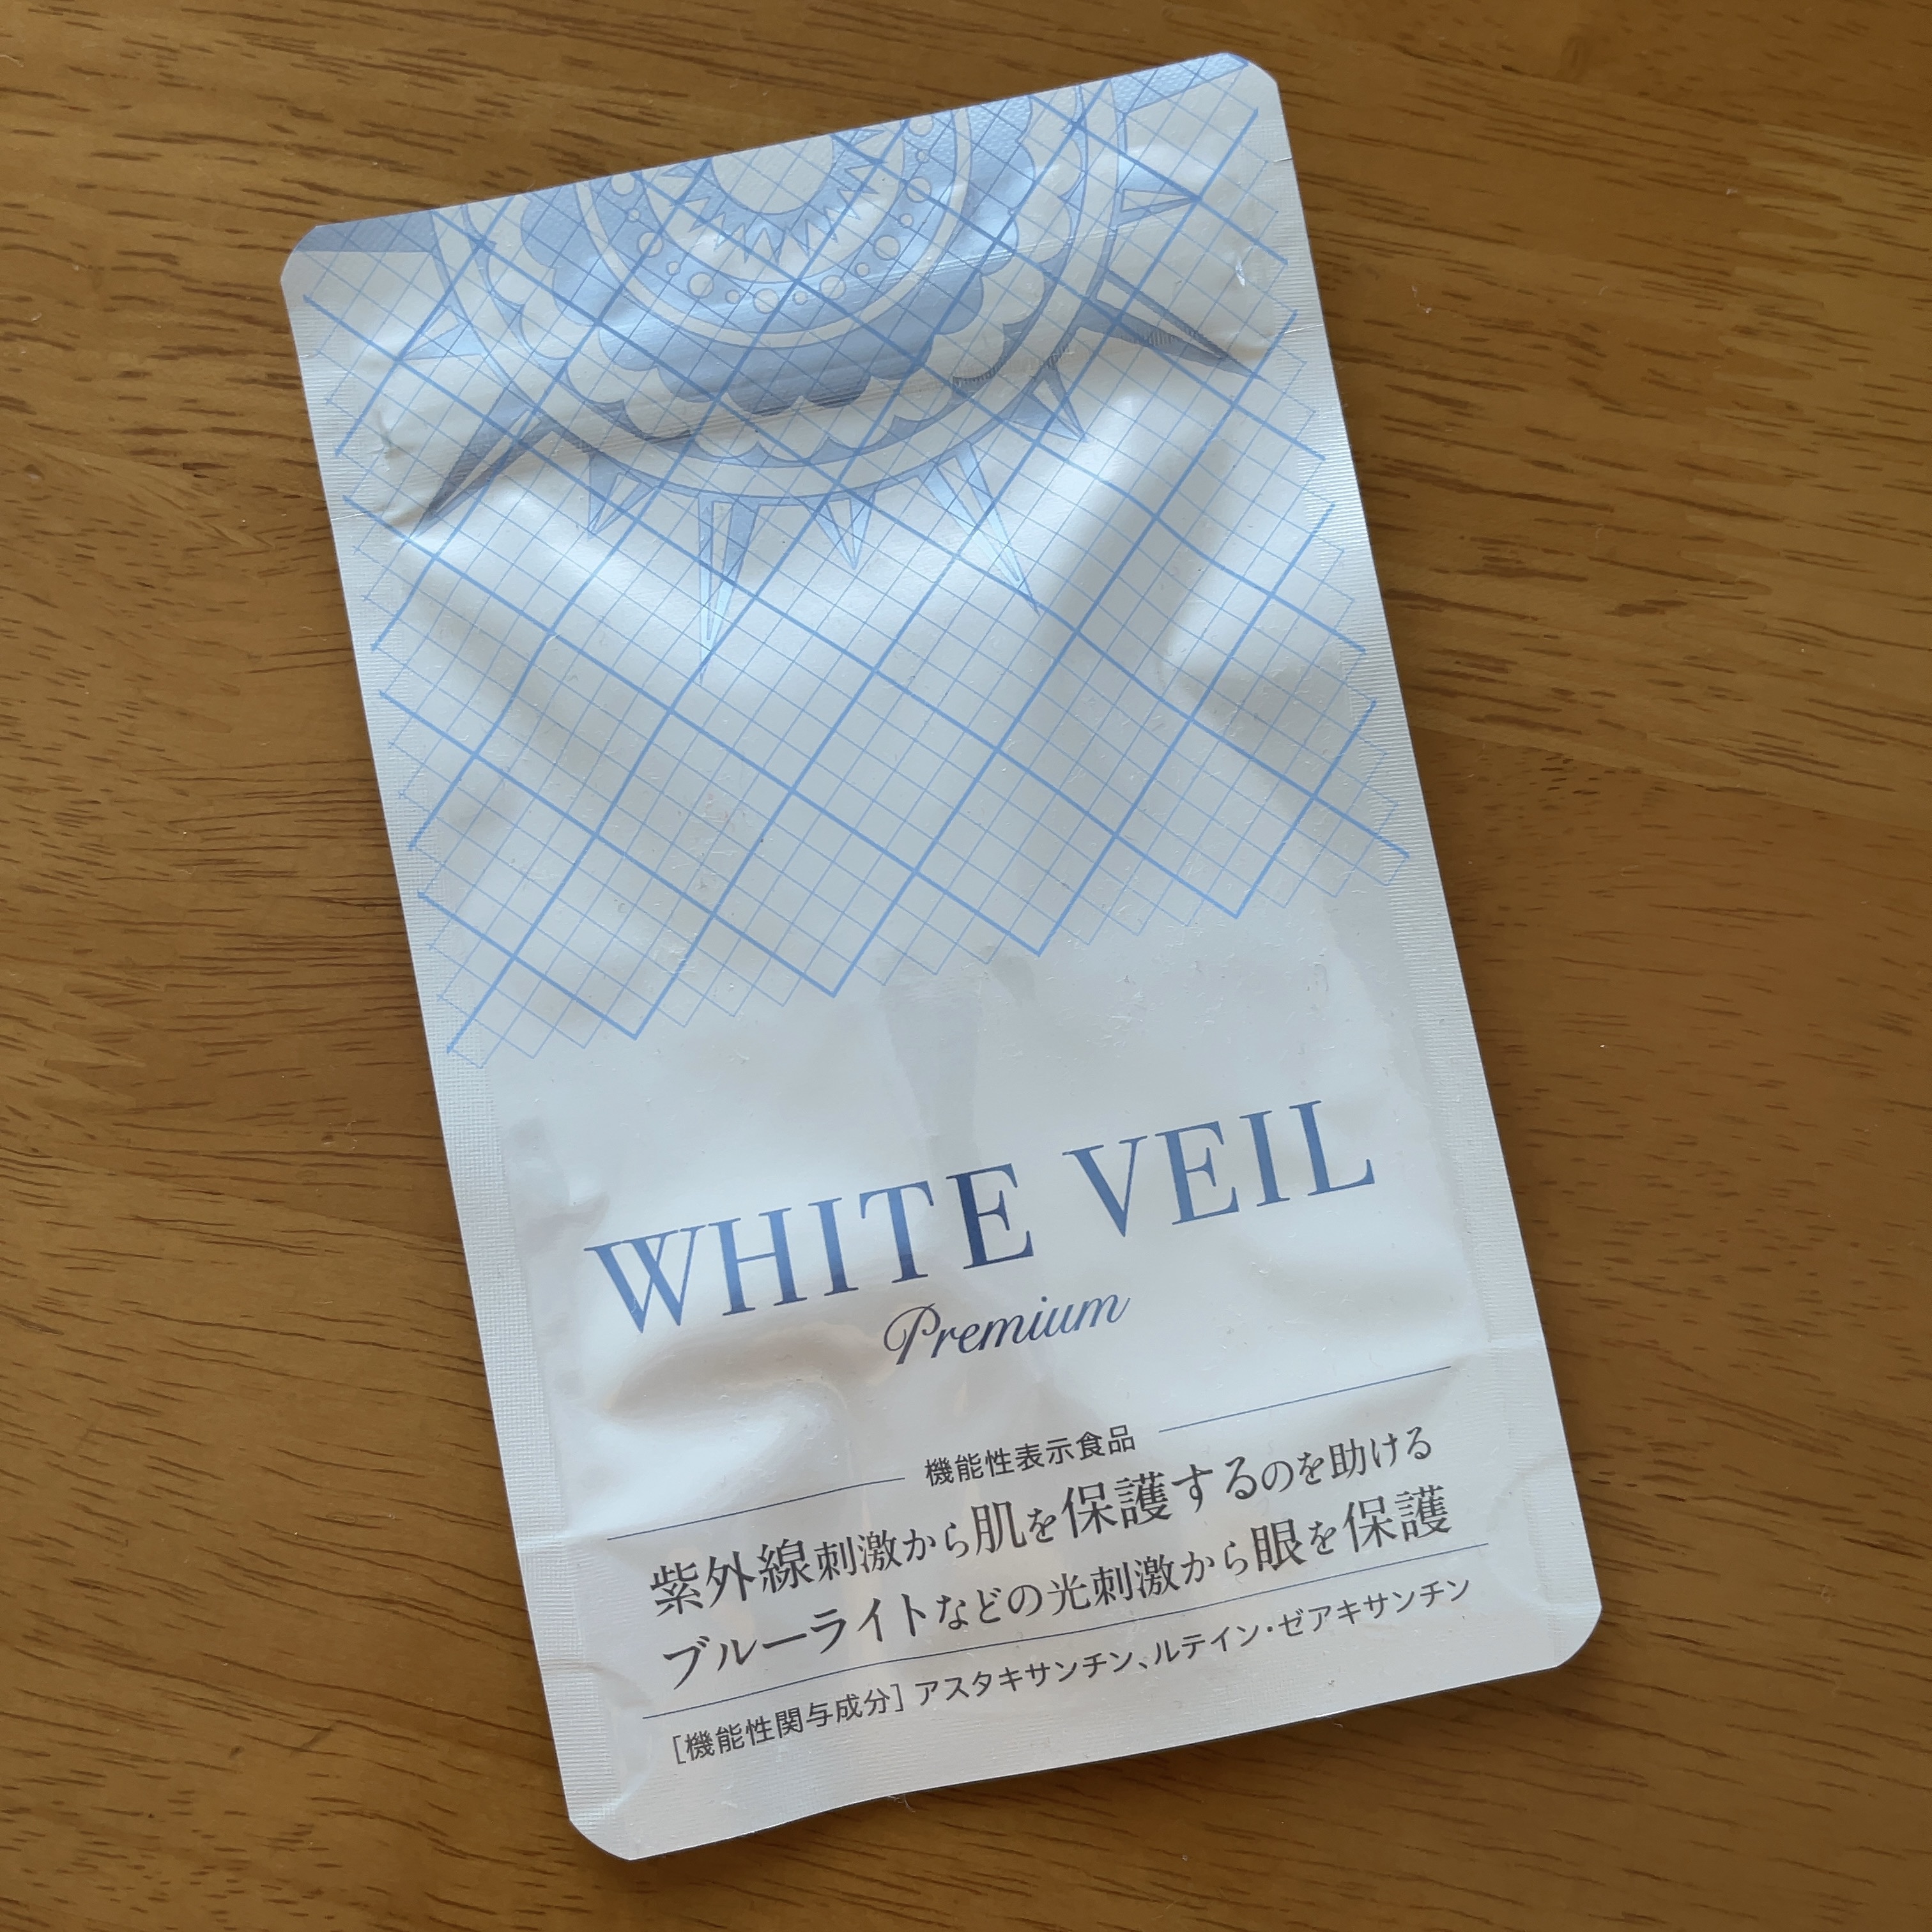 WHITE VEIL
Premium
機能性表示食品
紫外線刺激から肌を保護するのを助ける
ブルーライトなどの光刺激から眼を保護
［機能性関与成分］アスタキサンチン、ルテイン・ゼアキサンチン